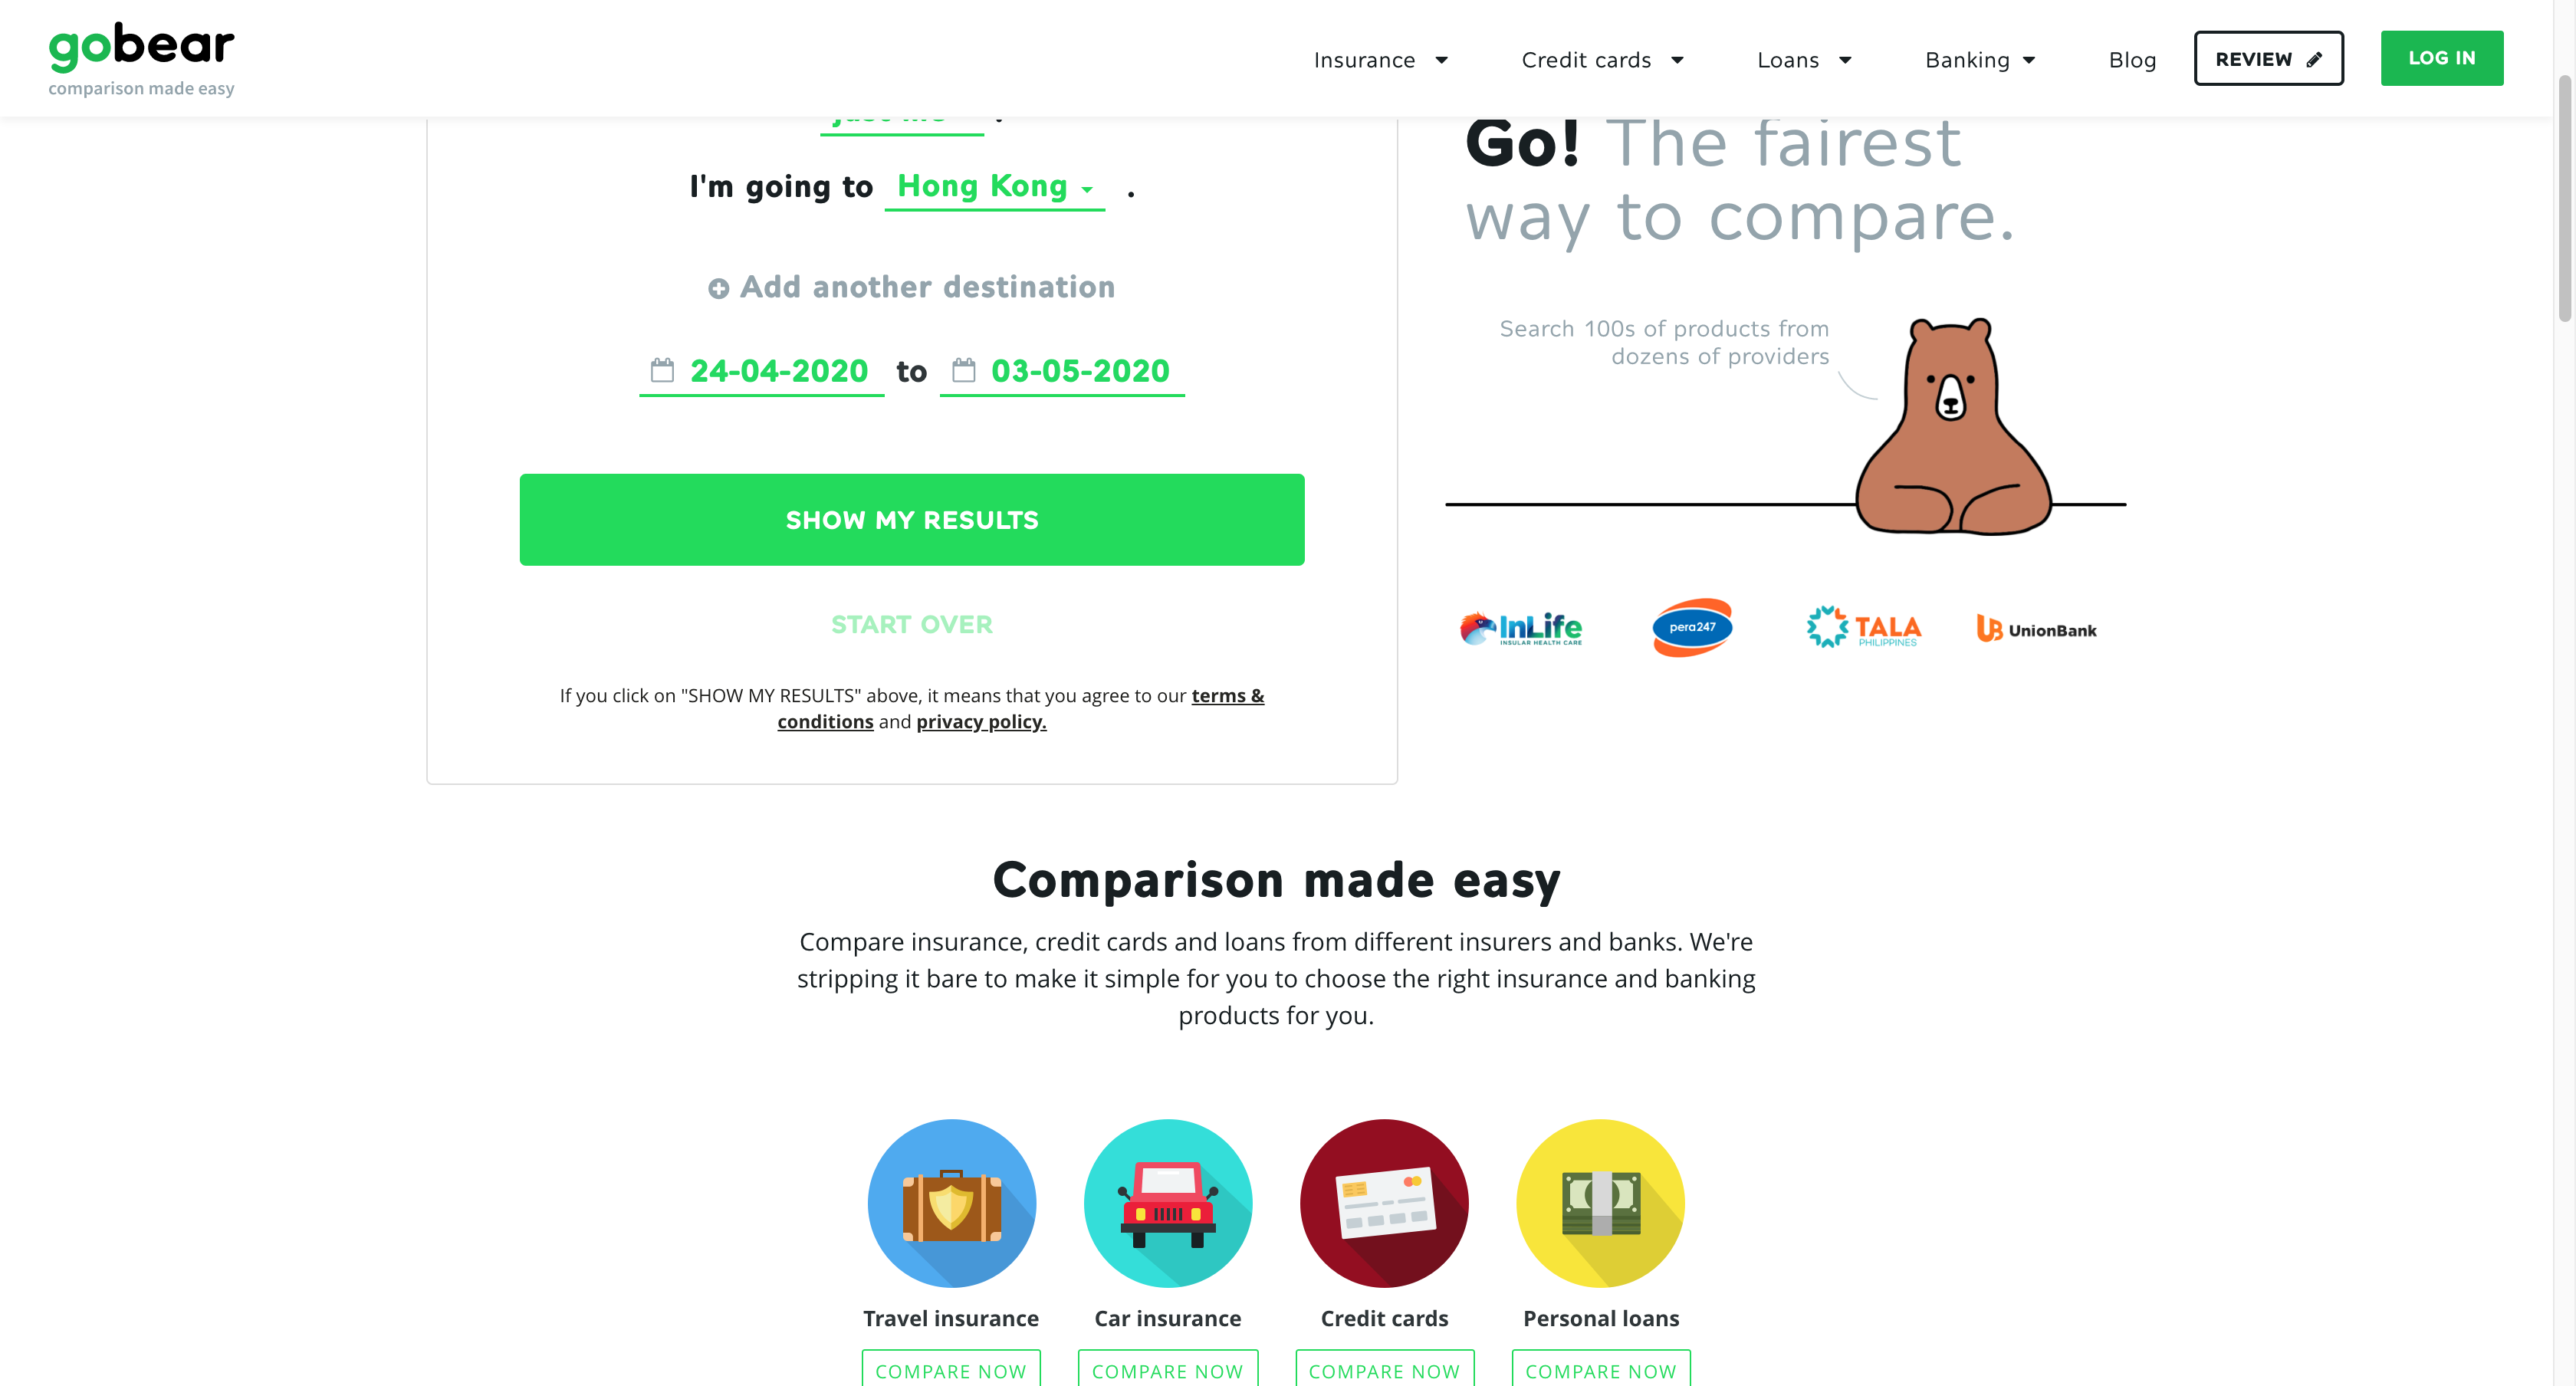 gobear
comparison made easy
Insurance
Credit cards
Loans
Banking
Blog
REVIEW
LOG IN
I'm going to Hong Kong .
Add another destination
24-04-2020 to 03-05-2020
SHOW MY RESULTS
START OVER
If you click on "SHOW MY RESULTS" above, it means that you agree to our terms &
conditions and privacy policy.
Go! The fairest
way to compare.
Search 100s of products from
dozens of providers
InLife
INSULAR HEALTH CARE
pera247
TALA
PHILIPPINES
UB UnionBank
Comparison made easy
Compare insurance, credit cards and loans from different insurers and banks. We're
stripping it bare to make it simple for you to choose the right insurance and banking
products for you.
Travel insurance
Car insurance
Credit cards
Personal loans
COMPARE NOW
COMPARE NOW
COMPARE NOW
COMPARE NOW